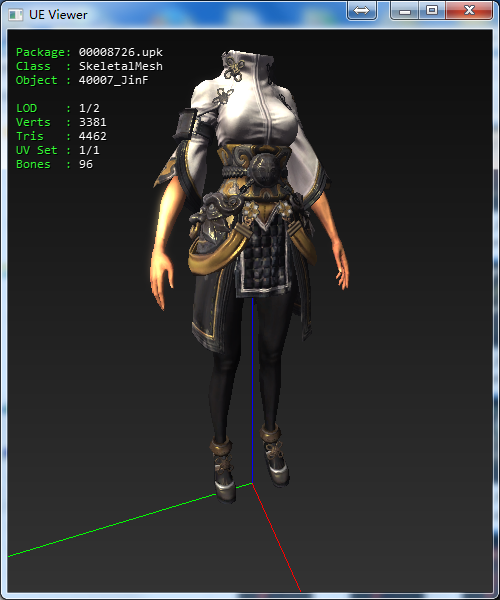 UE Viewer
Package: 00008726.upk
Class : SkeletalMesh
Object : 40007_JinF
LOD : 1/2
Verts : 3381
Tris : 4462
UV Set : 1/1
Bones : 96